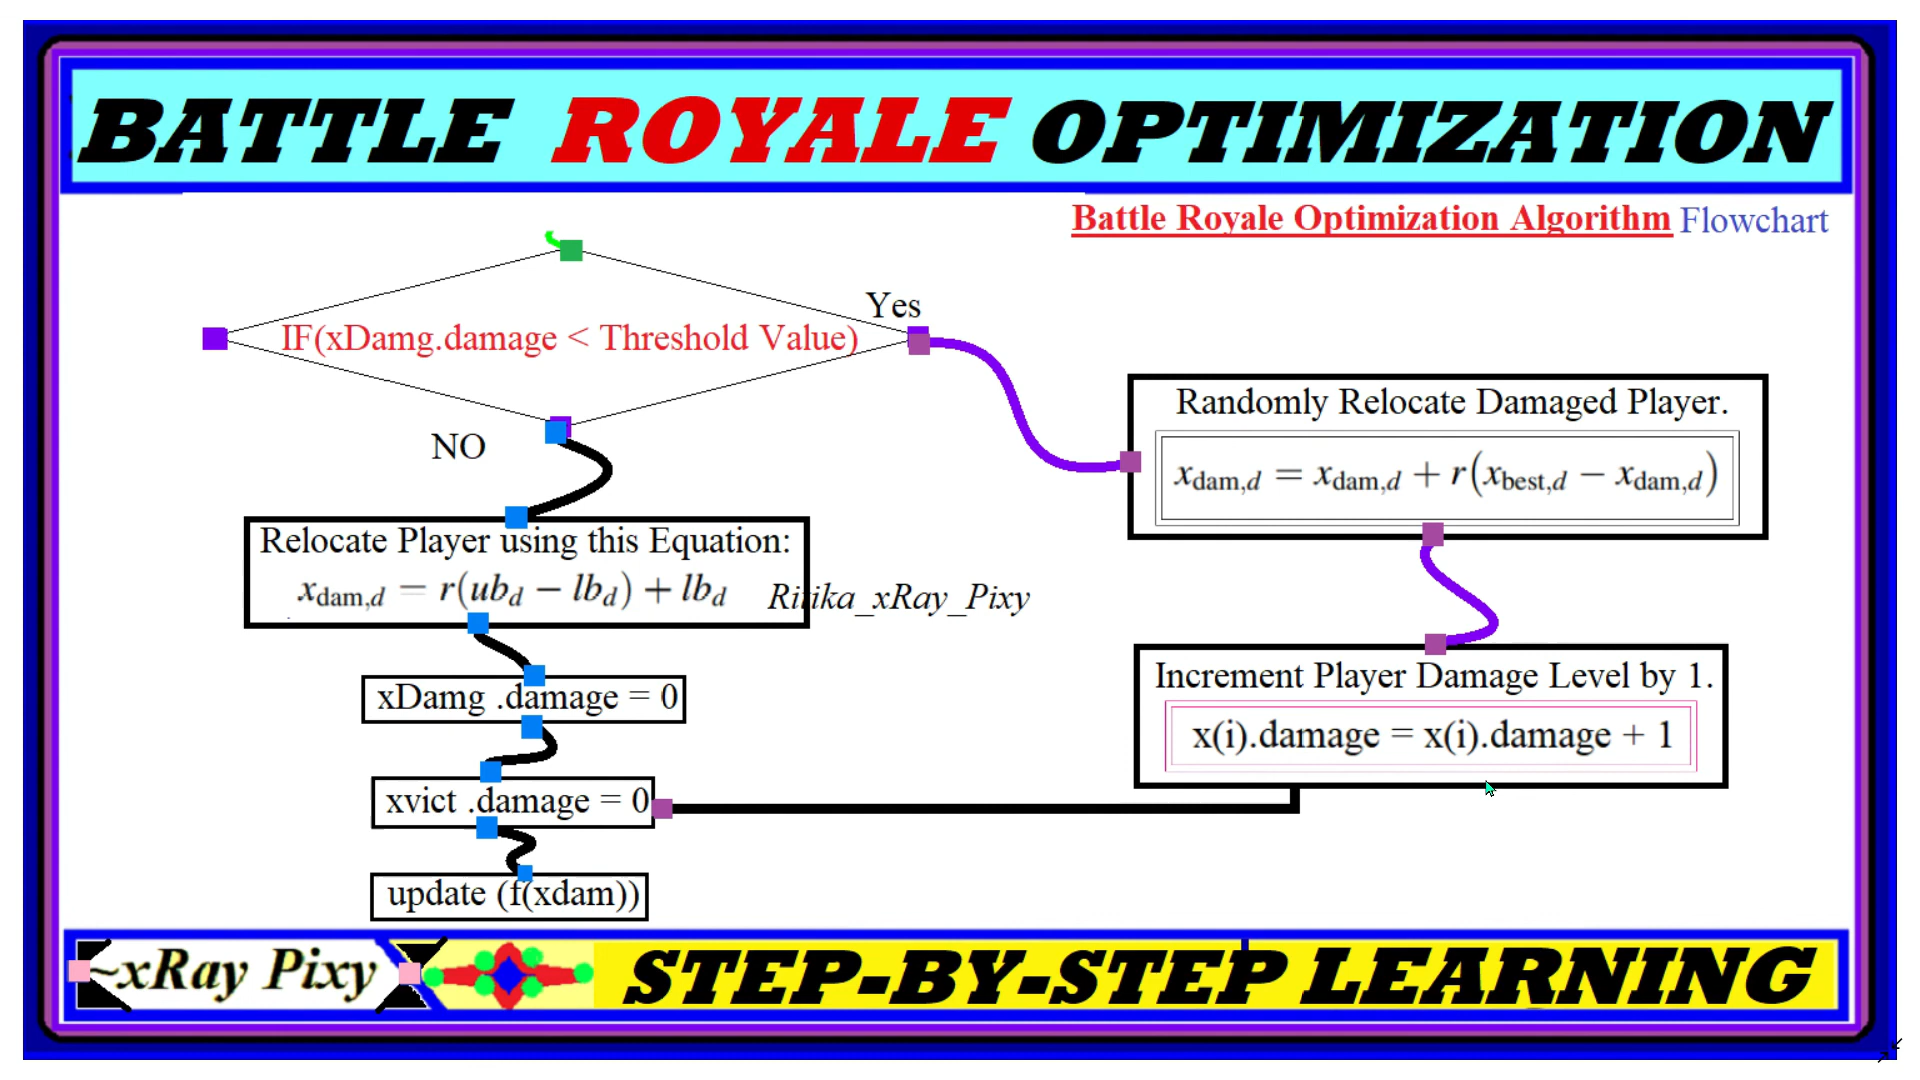 BATTLE ROYALE OPTIMIZATION
Battle Royale Optimization Algorithm Flowchart
Yes
IF(xDamg.damage < Threshold Value)
NO
Randomly Relocate Damaged Player.
x_dam,d = x_dam,d + r(x_best,d − x_dam,d)
Relocate Player using this Equation:
x_dam,d = r(ub_d − lb_d) + lb_d
Ritika_xRay_Pixy
xDamg .damage = 0
Increment Player Damage Level by 1.
x(i).damage = x(i).damage + 1
xvict .damage = 0
update (f(xdam))
~xRay Pixy
STEP-BY-STEP LEARNING